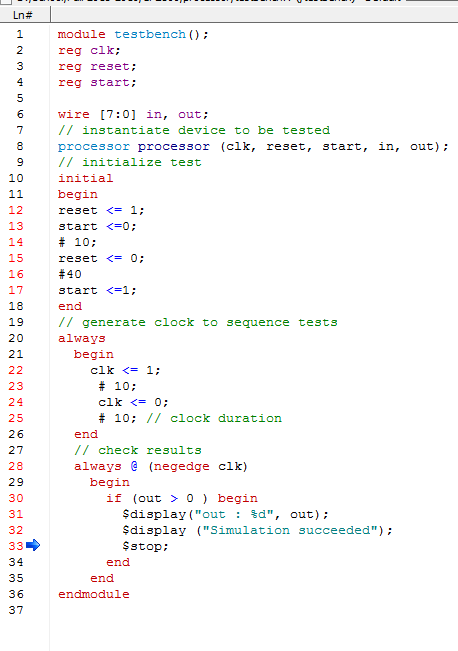 Ln#
1 module testbench();
2 reg clk;
3 reg reset;
4 reg start;
5
6 wire [7:0] in, out;
7 // instantiate device to be tested
8 processor processor (clk, reset, start, in, out);
9 // initialize test
10 initial
11 begin
12 reset <= 1;
13 start <=0;
14 # 10;
15 reset <= 0;
16 #40
17 start <=1;
18 end
19 // generate clock to sequence tests
20 always
21 begin
22 clk <= 1;
23 # 10;
24 clk <= 0;
25 # 10; // clock duration
26 end
27 // check results
28 always @ (negedge clk)
29 begin
30 if (out > 0 ) begin
31 $display("out : %d", out);
32 $display ("Simulation succeeded");
33 $stop;
34 end
35 end
36 endmodule
37